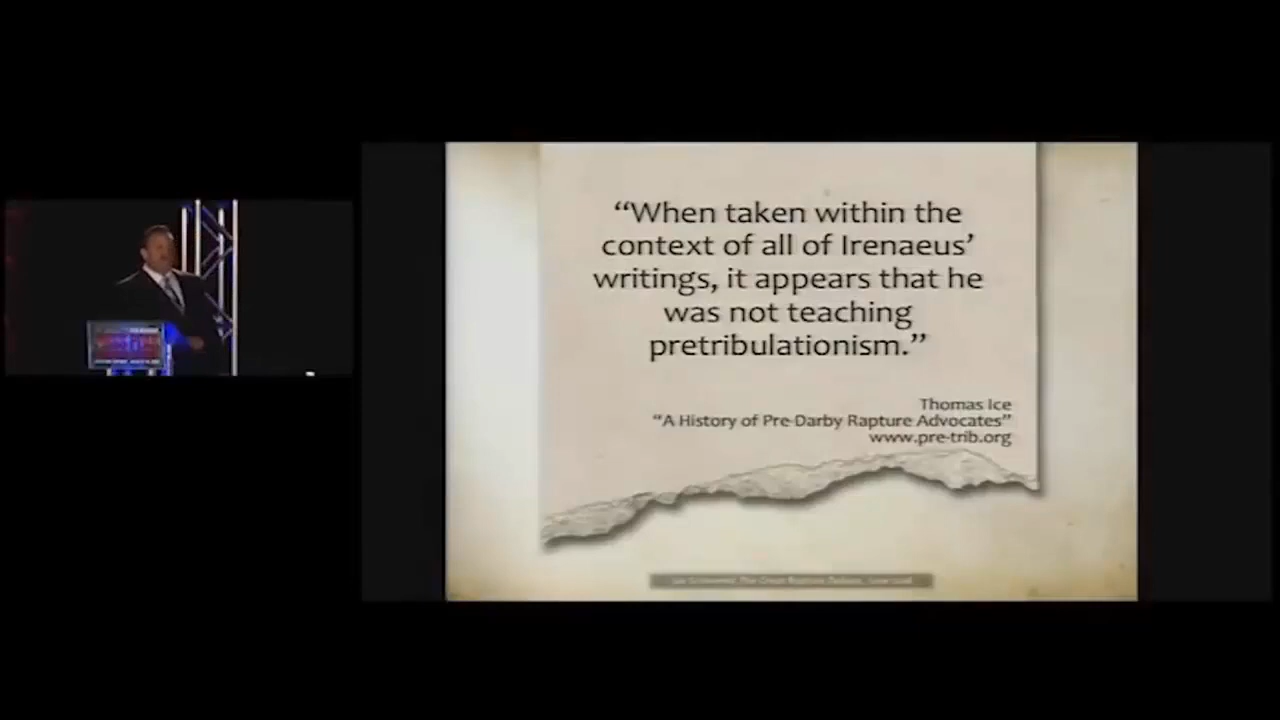 “When taken within the
context of all of Irenaeus’
writings, it appears that he
was not teaching
pretribulationism.”
Thomas Ice
“A History of Pre-Darby Rapture Advocates”
www.pre-trib.org